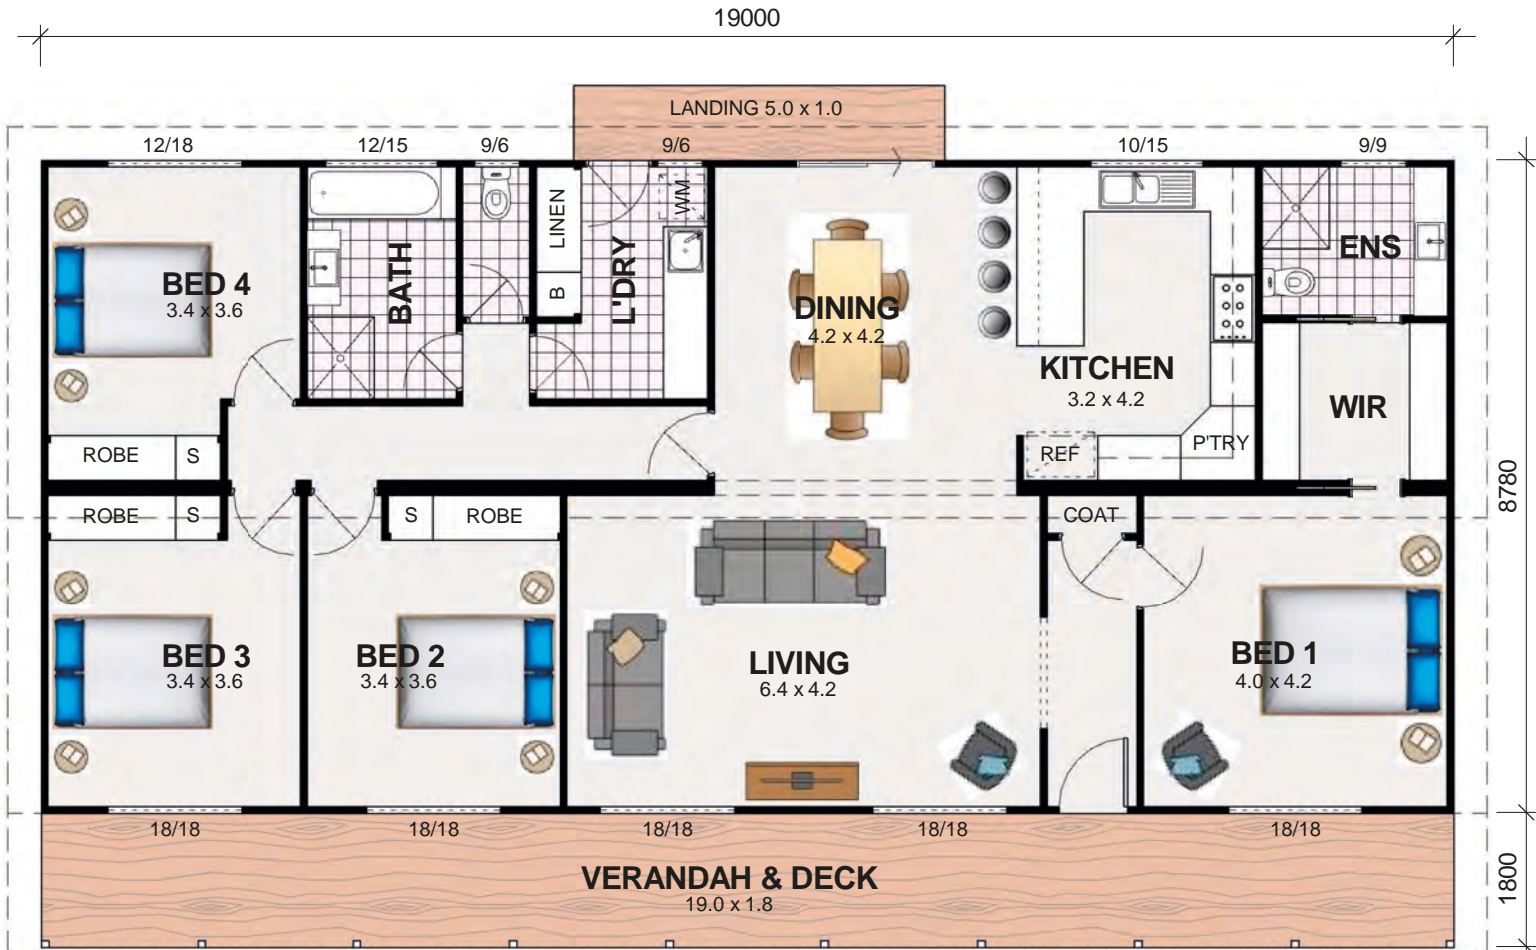 19000
LANDING 5.0 x 1.0
12/18
12/15
9/6
9/6
10/15
9/9
LINEN
WM
B
BATH
L'DRY
ENS
BED 4
3.4 x 3.6
DINING
4.2 x 4.2
KITCHEN
3.2 x 4.2
WIR
ROBE
S
REF
P'TRY
8780
ROBE
S
S
ROBE
COAT
BED 3
3.4 x 3.6
BED 2
3.4 x 3.6
LIVING
6.4 x 4.2
BED 1
4.0 x 4.2
18/18
18/18
18/18
18/18
18/18
VERANDAH & DECK
19.0 x 1.8
1800